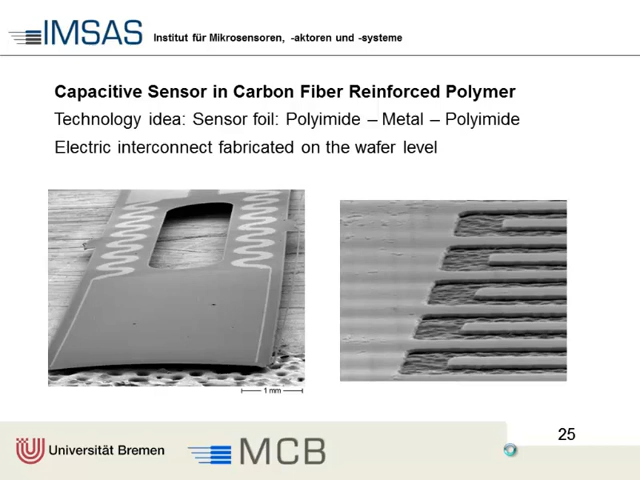 IMSAS Institut für Mikrosensoren, -aktoren und -systeme
Capacitive Sensor in Carbon Fiber Reinforced Polymer
Technology idea: Sensor foil: Polyimide – Metal – Polyimide
Electric interconnect fabricated on the wafer level
1 mm
25
Universität Bremen
MCB